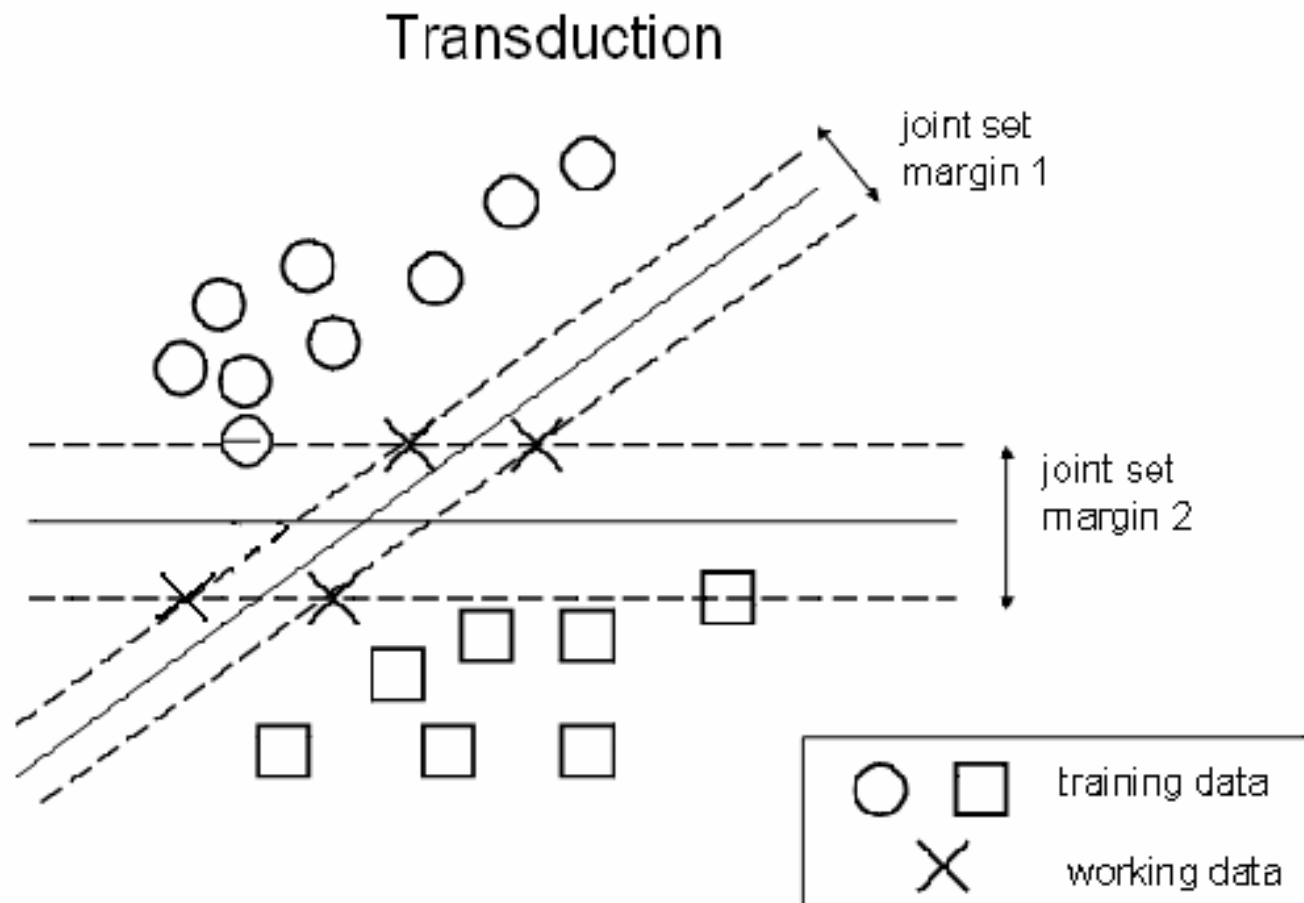 Transduction
joint set
margin 1
joint set
margin 2
training data
working data